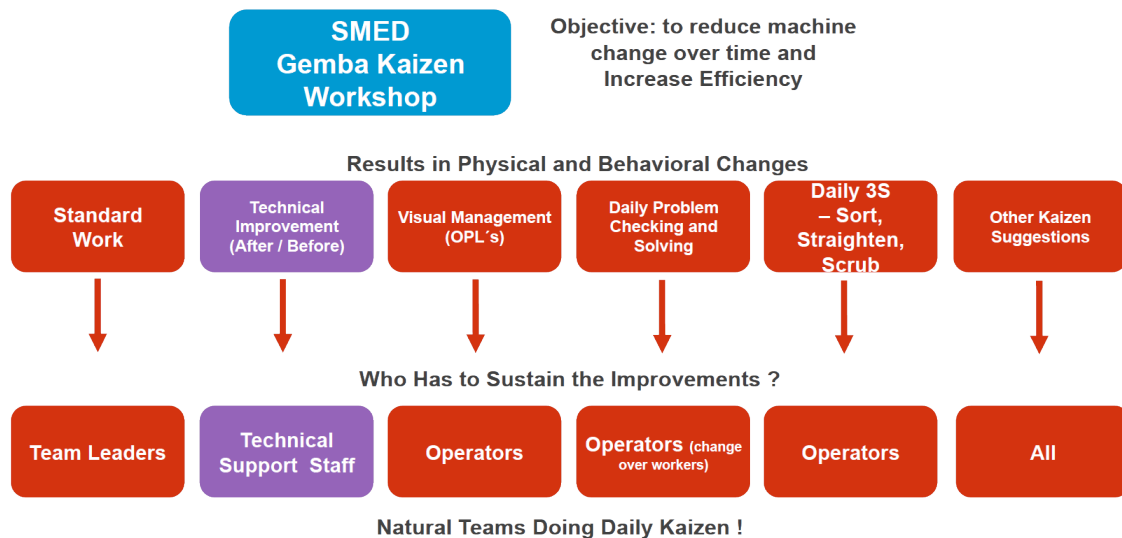 SMED
Gemba Kaizen
Workshop
Objective: to reduce machine
change over time and
Increase Efficiency
Results in Physical and Behavioral Changes
Standard
Work
Technical
Improvement
(After / Before)
Visual Management
(OPL´s)
Daily Problem
Checking and
Solving
Daily 3S
– Sort,
Straighten,
Scrub
Other Kaizen
Suggestions
Who Has to Sustain the Improvements ?
Team Leaders
Technical
Support Staff
Operators
Operators (change
over workers)
Operators
All
Natural Teams Doing Daily Kaizen !